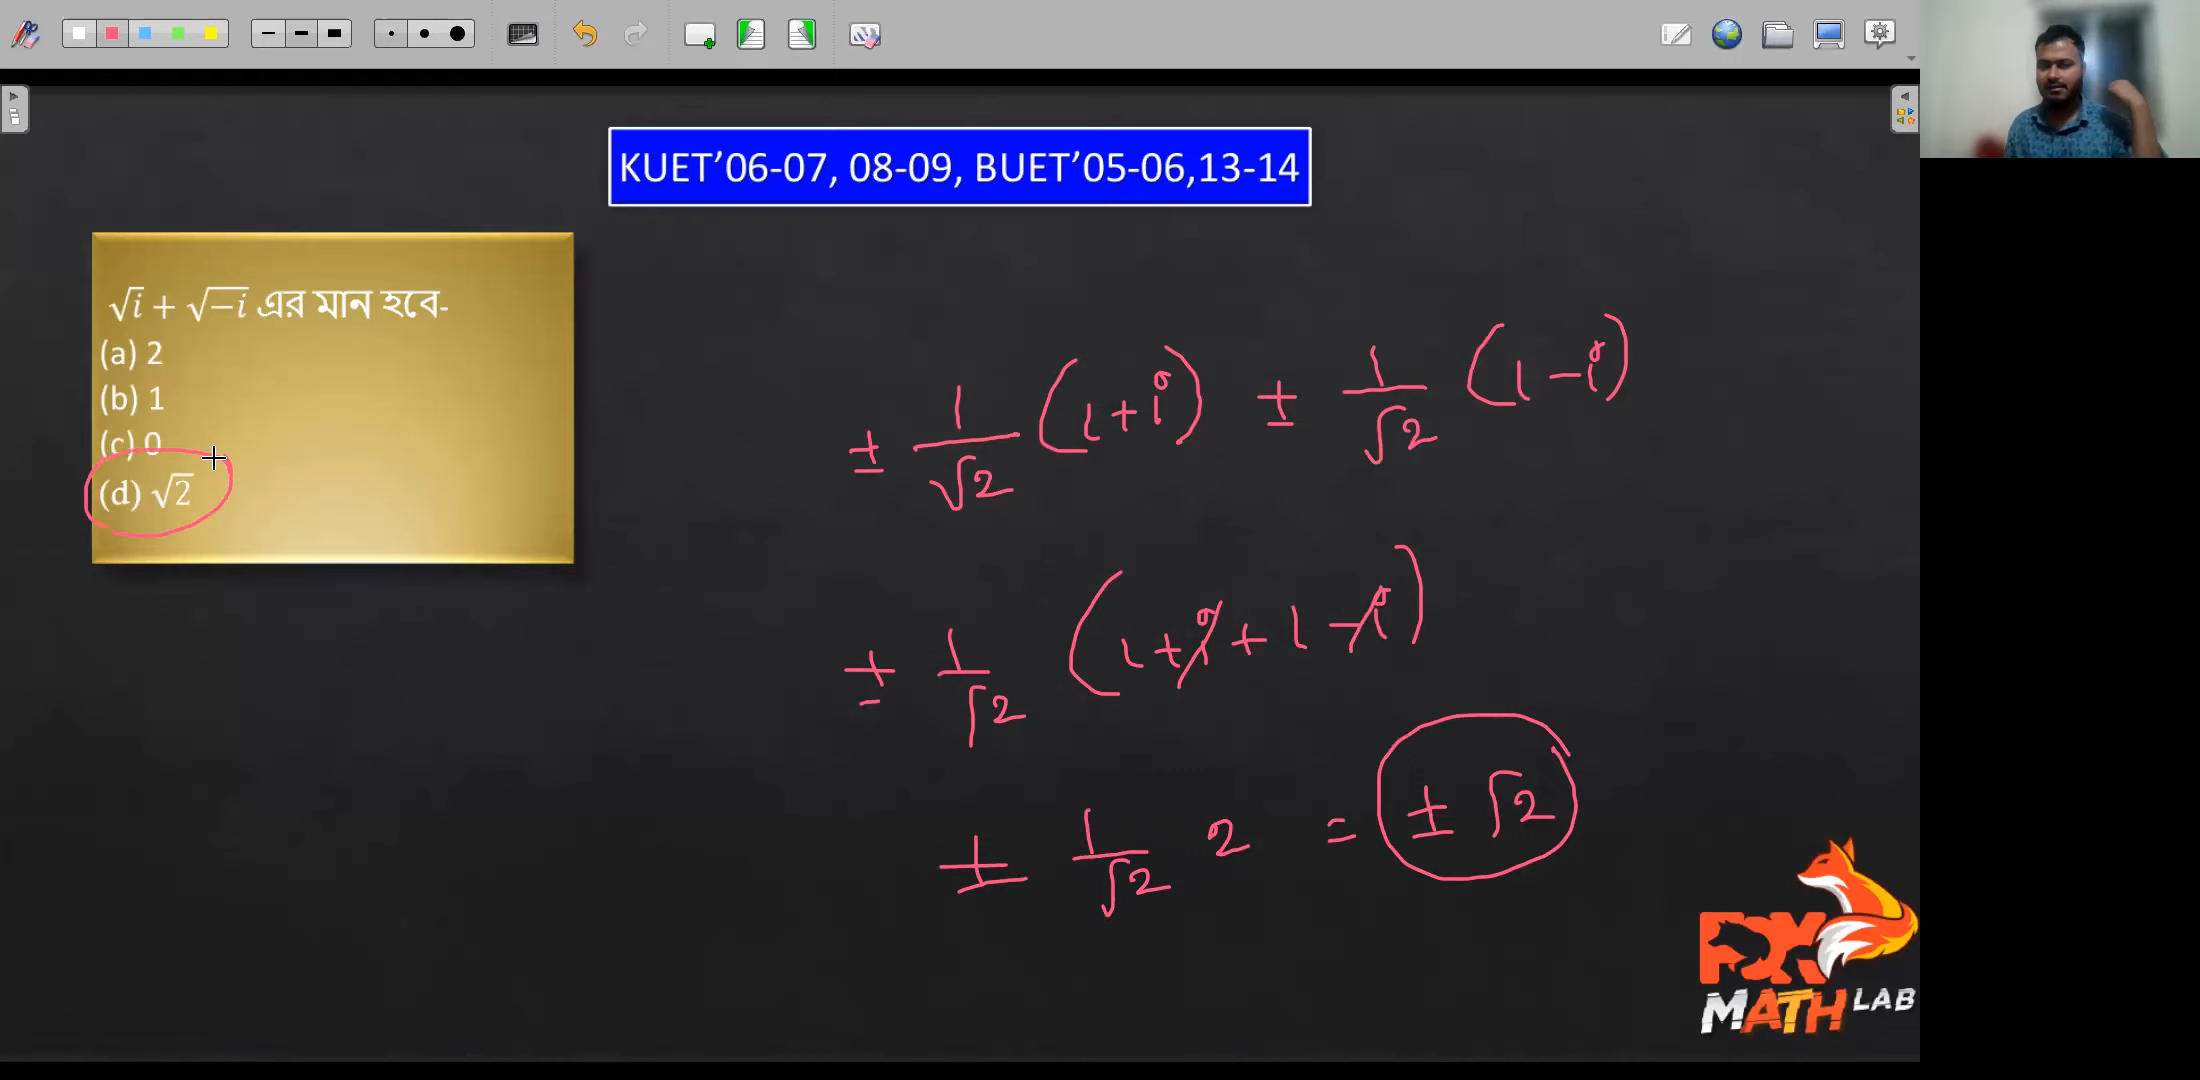 KUET’06-07, 08-09, BUET’05-06,13-14
√i + √−i এর মান হবে-
(a) 2
(b) 1
(c) 0
(d) √2
± 1/√2 (1+i) ± 1/√2 (1−i)
± 1/√2 (1+i+1−i)
± 1/√2 2 = ± √2
FOX
MATH LAB